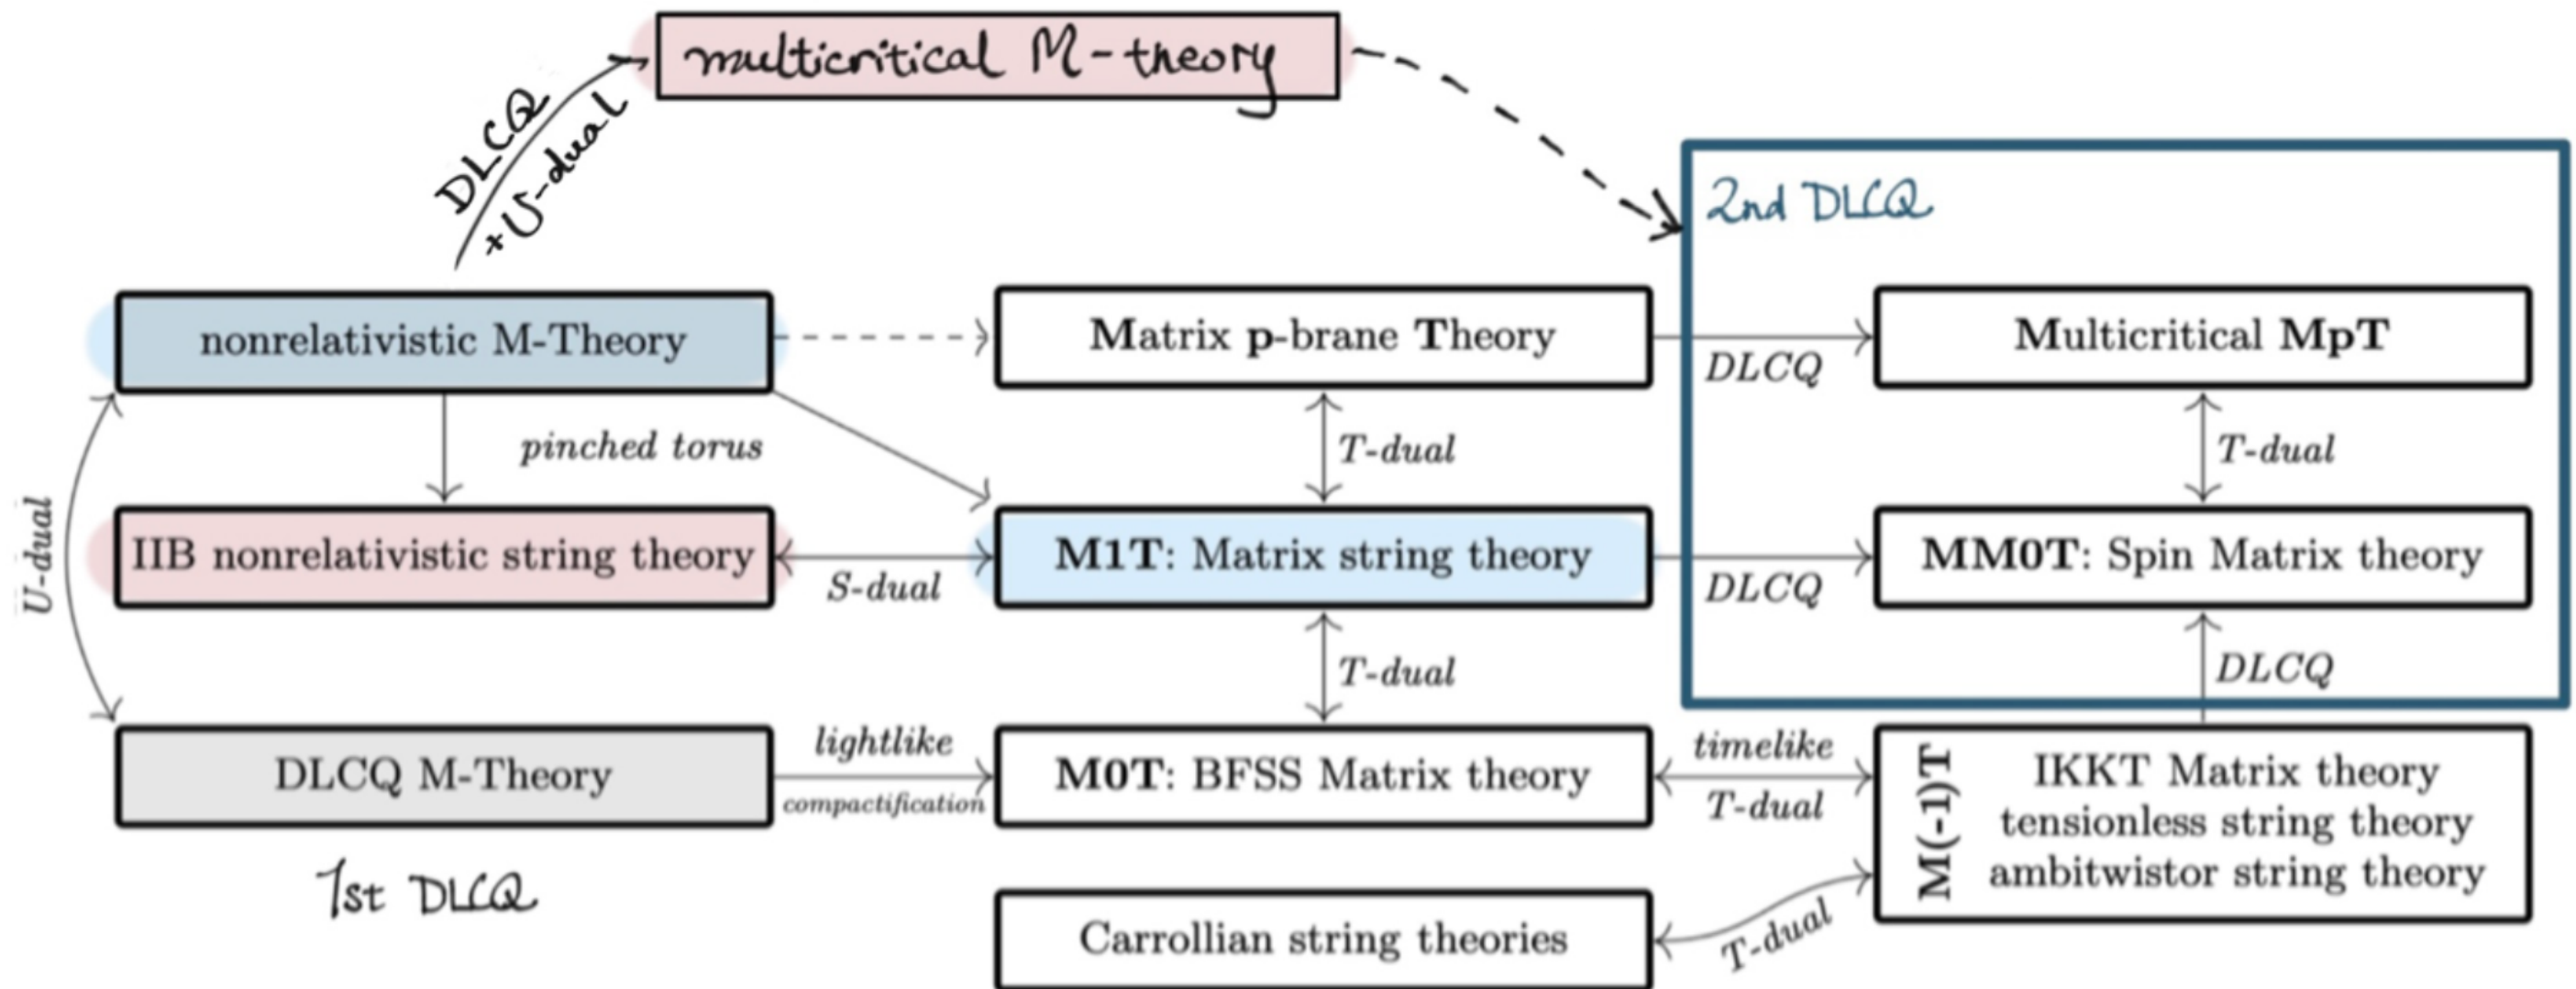 multicritical M-theory
DLCQ
+U-dual
2nd DLCQ
nonrelativistic M-Theory
Matrix p-brane Theory
DLCQ
Multicritical MpT
pinched torus
T-dual
T-dual
U-dual
IIB nonrelativistic string theory
S-dual
M1T: Matrix string theory
DLCQ
MM0T: Spin Matrix theory
T-dual
DLCQ
DLCQ M-Theory
lightlike
compactification
M0T: BFSS Matrix theory
timelike
T-dual
M(-1)T
IKKT Matrix theory
tensionless string theory
ambitwistor string theory
1st DLCQ
Carrollian string theories
T-dual